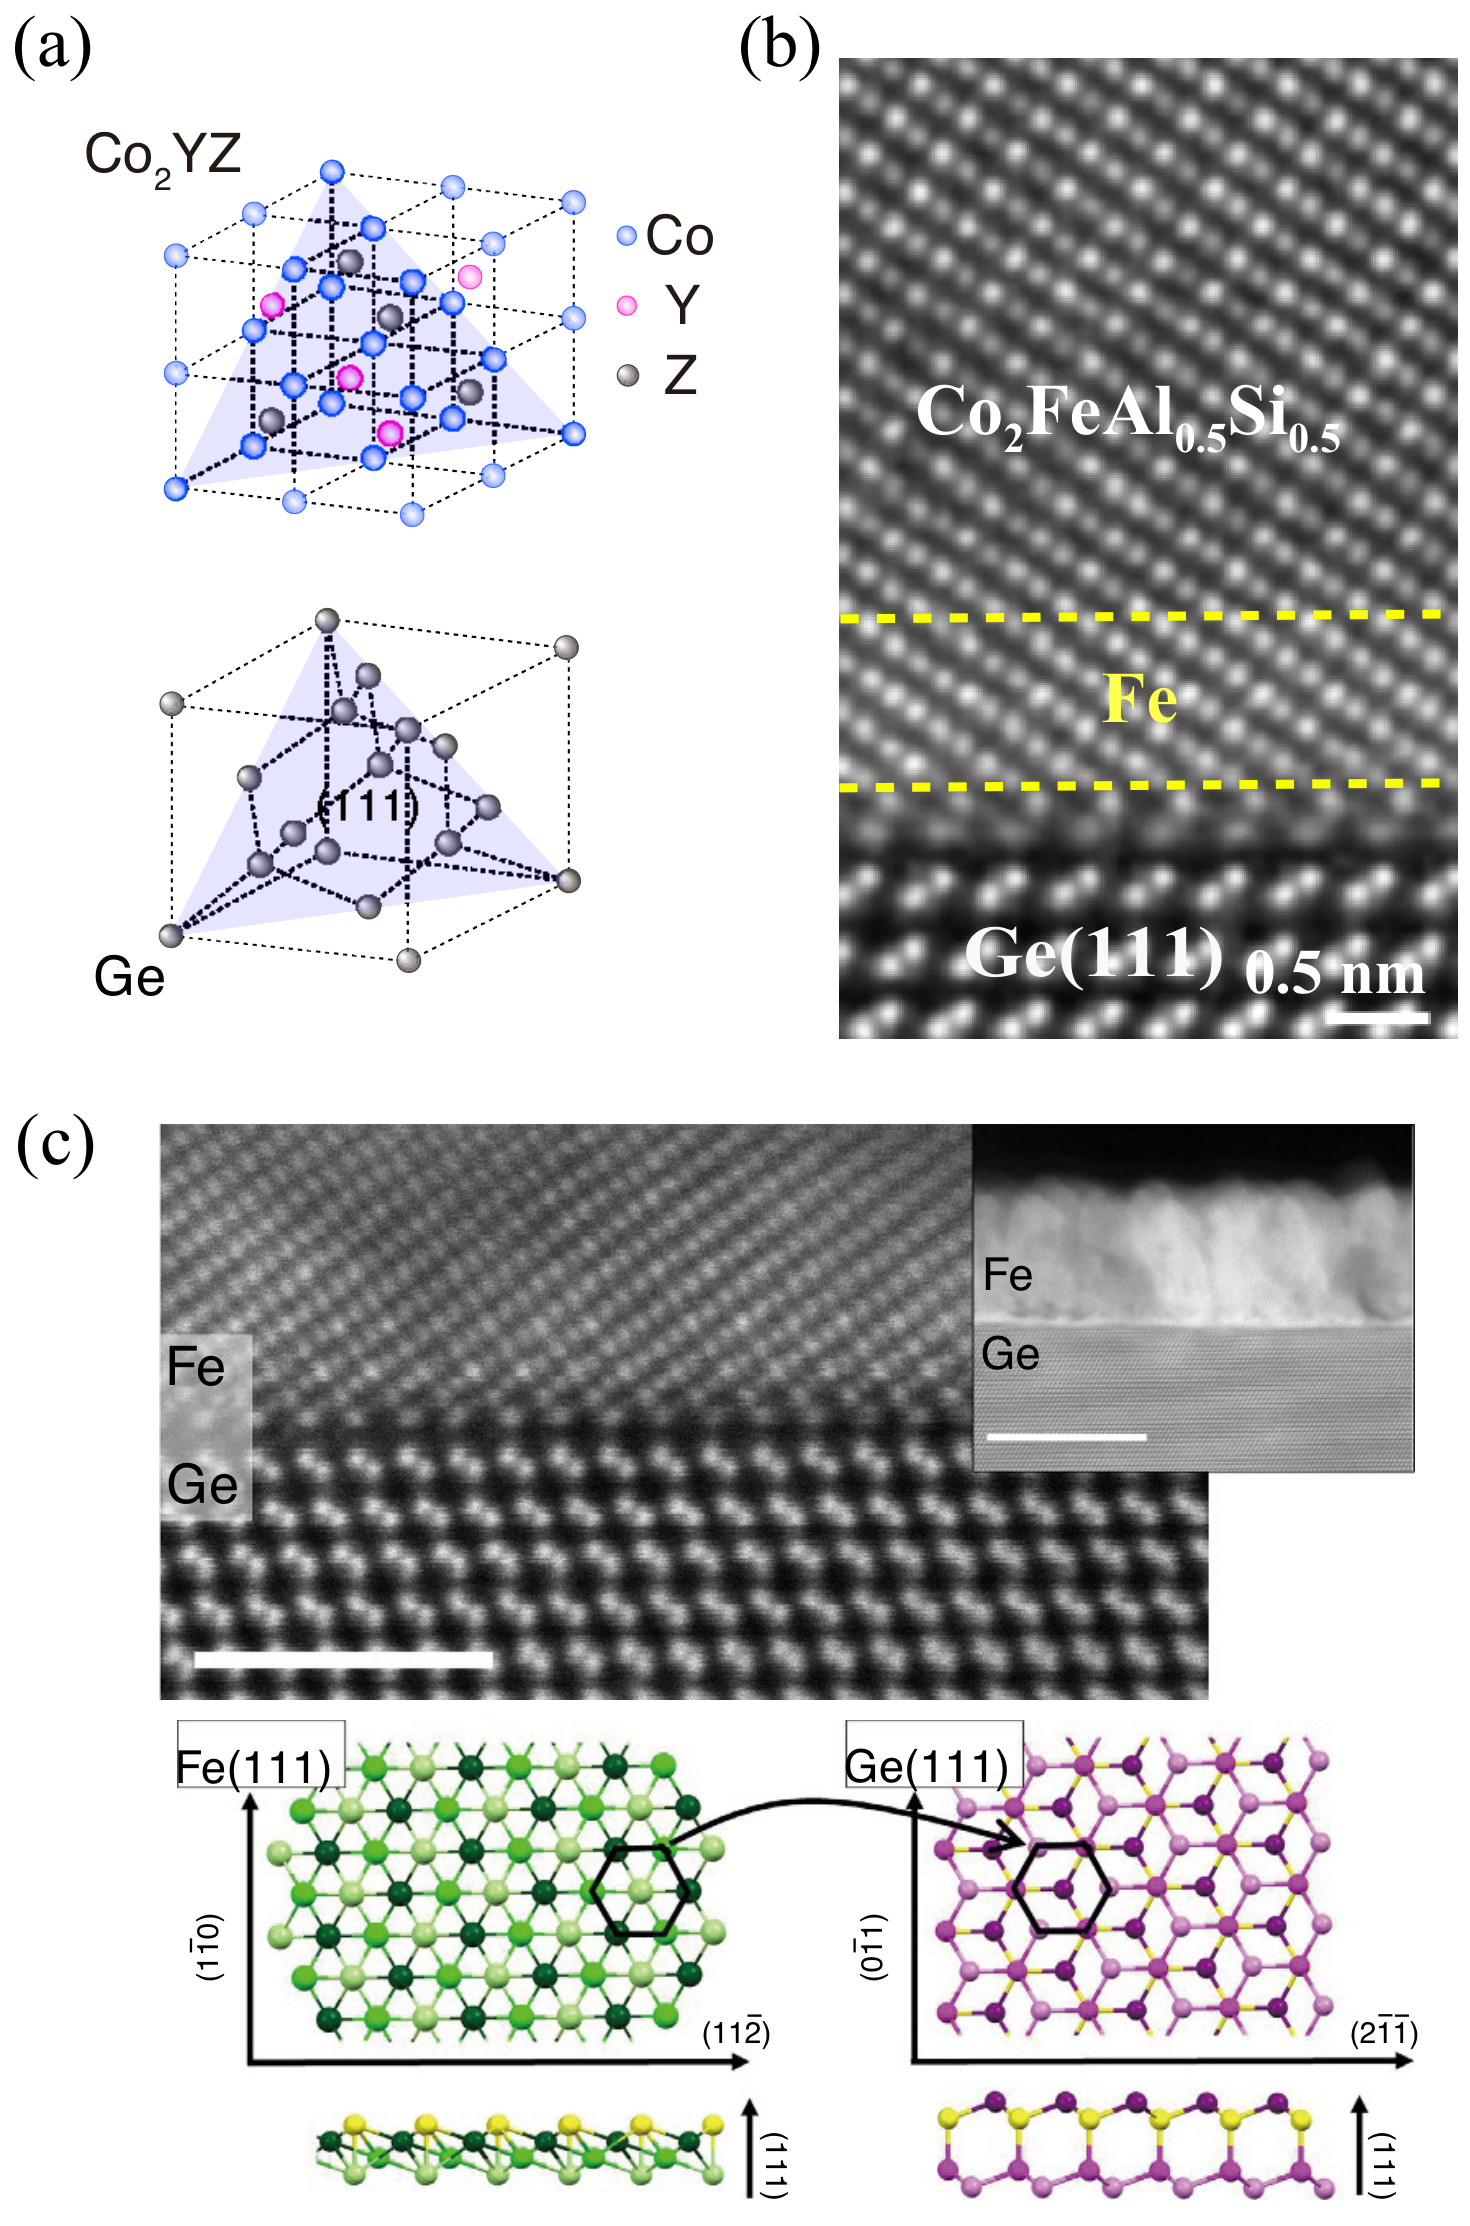 (a)
Co₂YZ
Co
Y
Z
(111)
Ge
(b)
Co₂FeAl₀.₅Si₀.₅
Fe
Ge(111)
0.5 nm
(c)
Fe
Ge
Fe
Ge
Fe(111)
(11̄0)
(112̄)
(111)
Ge(111)
(01̄1)
(21̄1̄)
(111)